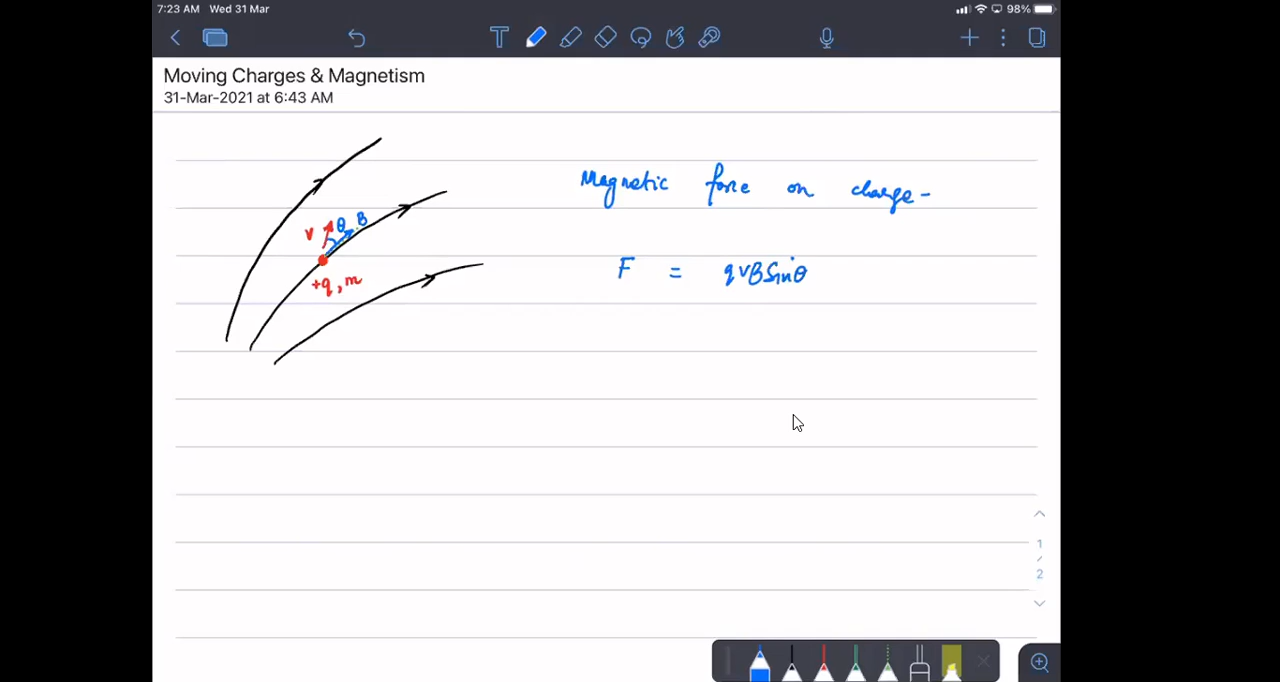 7:23 AM Wed 31 Mar 98%
Moving Charges & Magnetism
31-Mar-2021 at 6:43 AM
Magnetic force on charge-
v θ B
+q, m
F = qvBSinθ
1
/
2